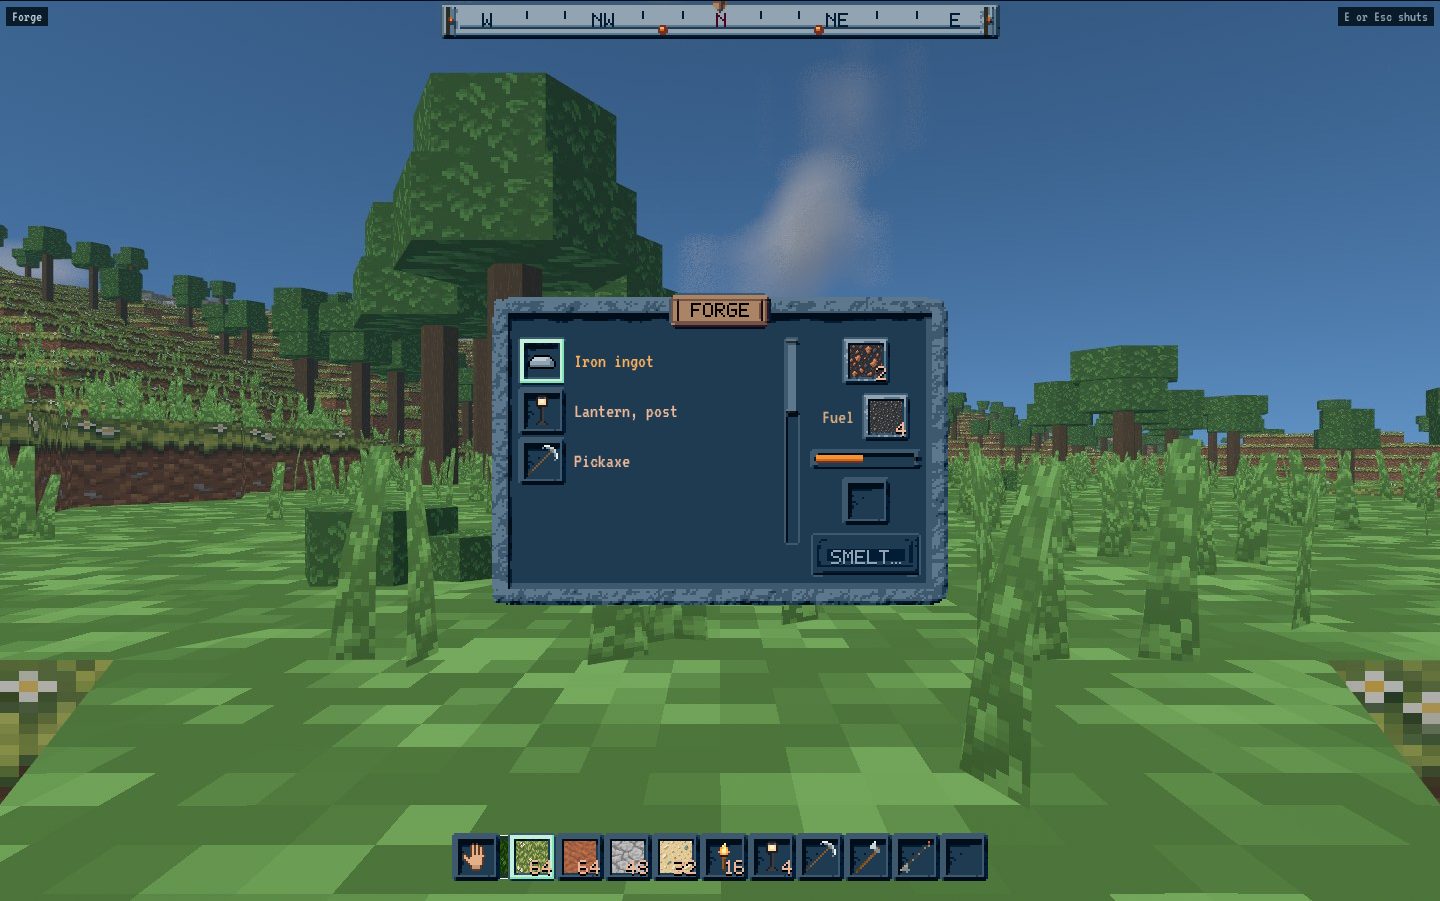 Forge
W NW N NE E
E or Esc shuts
FORGE
Iron ingot
2
Lantern, post
Fuel
4
Pickaxe
SMELT…
64 64 48 32 16 4